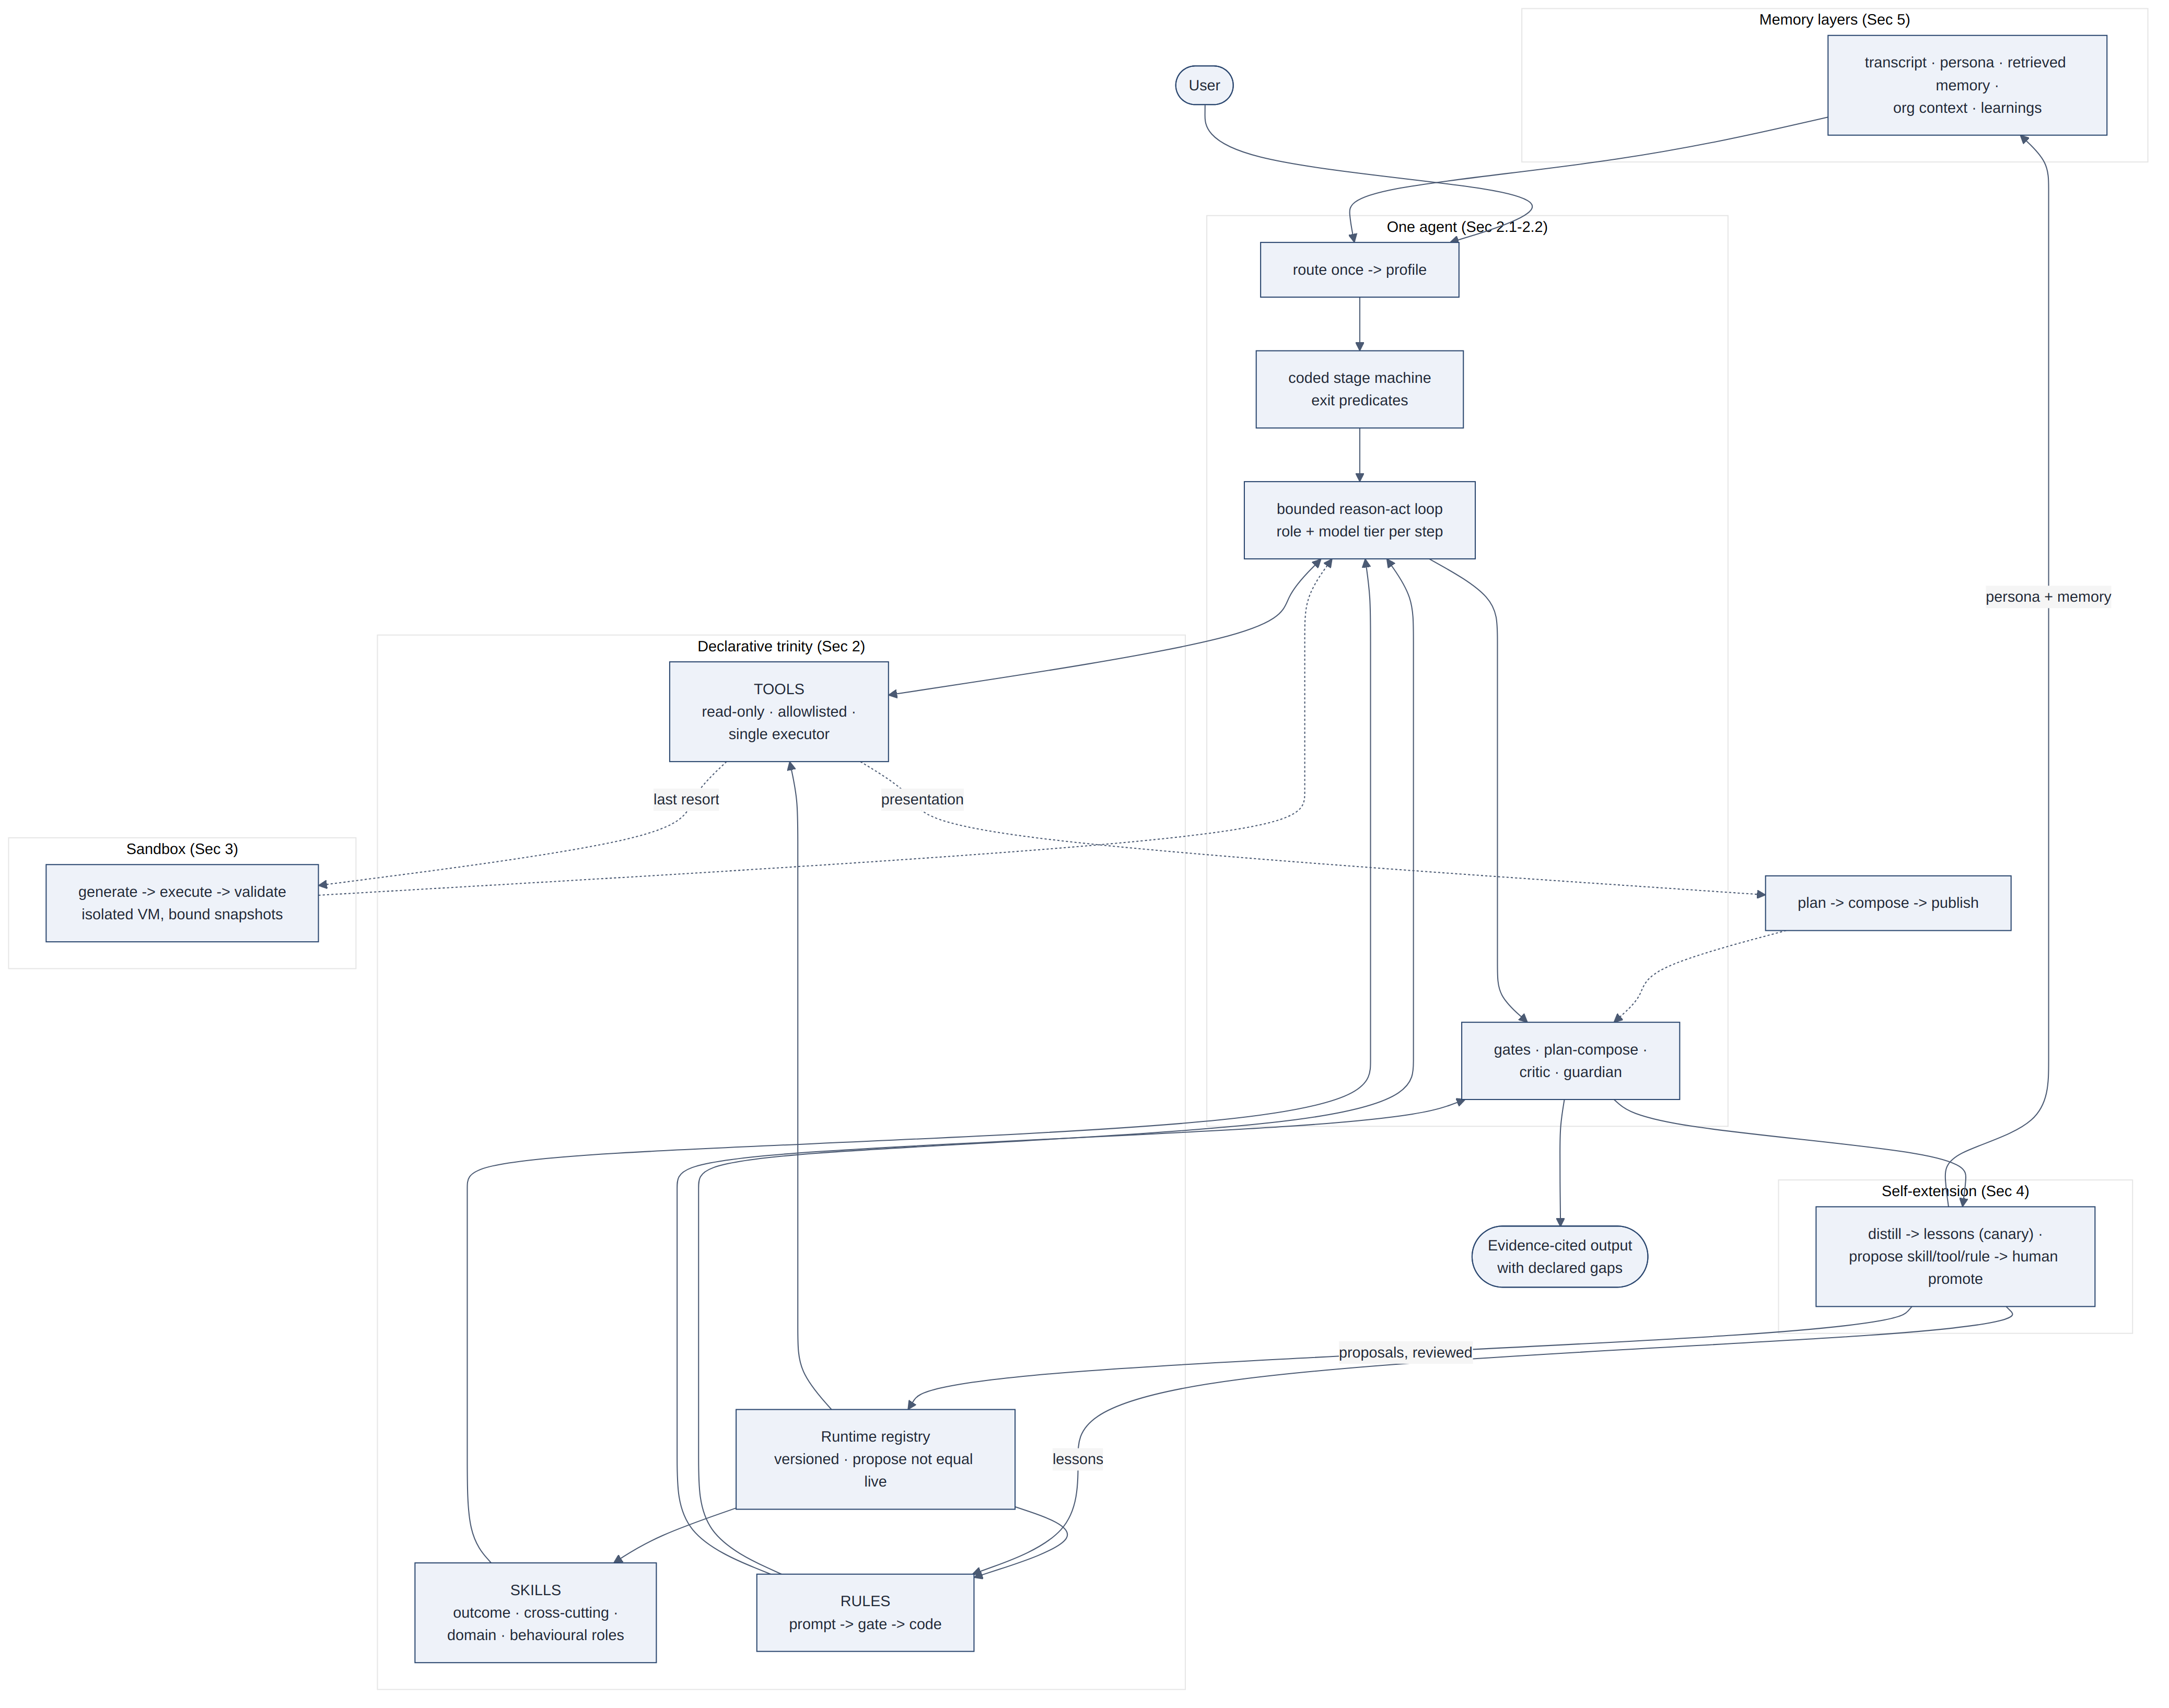 Memory layers (Sec 5)
transcript · persona · retrieved
memory ·
org context · learnings
User
One agent (Sec 2.1-2.2)
route once -> profile
coded stage machine
exit predicates
bounded reason-act loop
role + model tier per step
persona + memory
Declarative trinity (Sec 2)
TOOLS
read-only · allowlisted ·
single executor
last resort
presentation
Sandbox (Sec 3)
generate -> execute -> validate
isolated VM, bound snapshots
plan -> compose -> publish
gates · plan-compose ·
critic · guardian
Self-extension (Sec 4)
distill -> lessons (canary) ·
propose skill/tool/rule -> human
promote
Evidence-cited output
with declared gaps
proposals, reviewed
Runtime registry
versioned · propose not equal
live
lessons
SKILLS
outcome · cross-cutting ·
domain · behavioural roles
RULES
prompt -> gate -> code